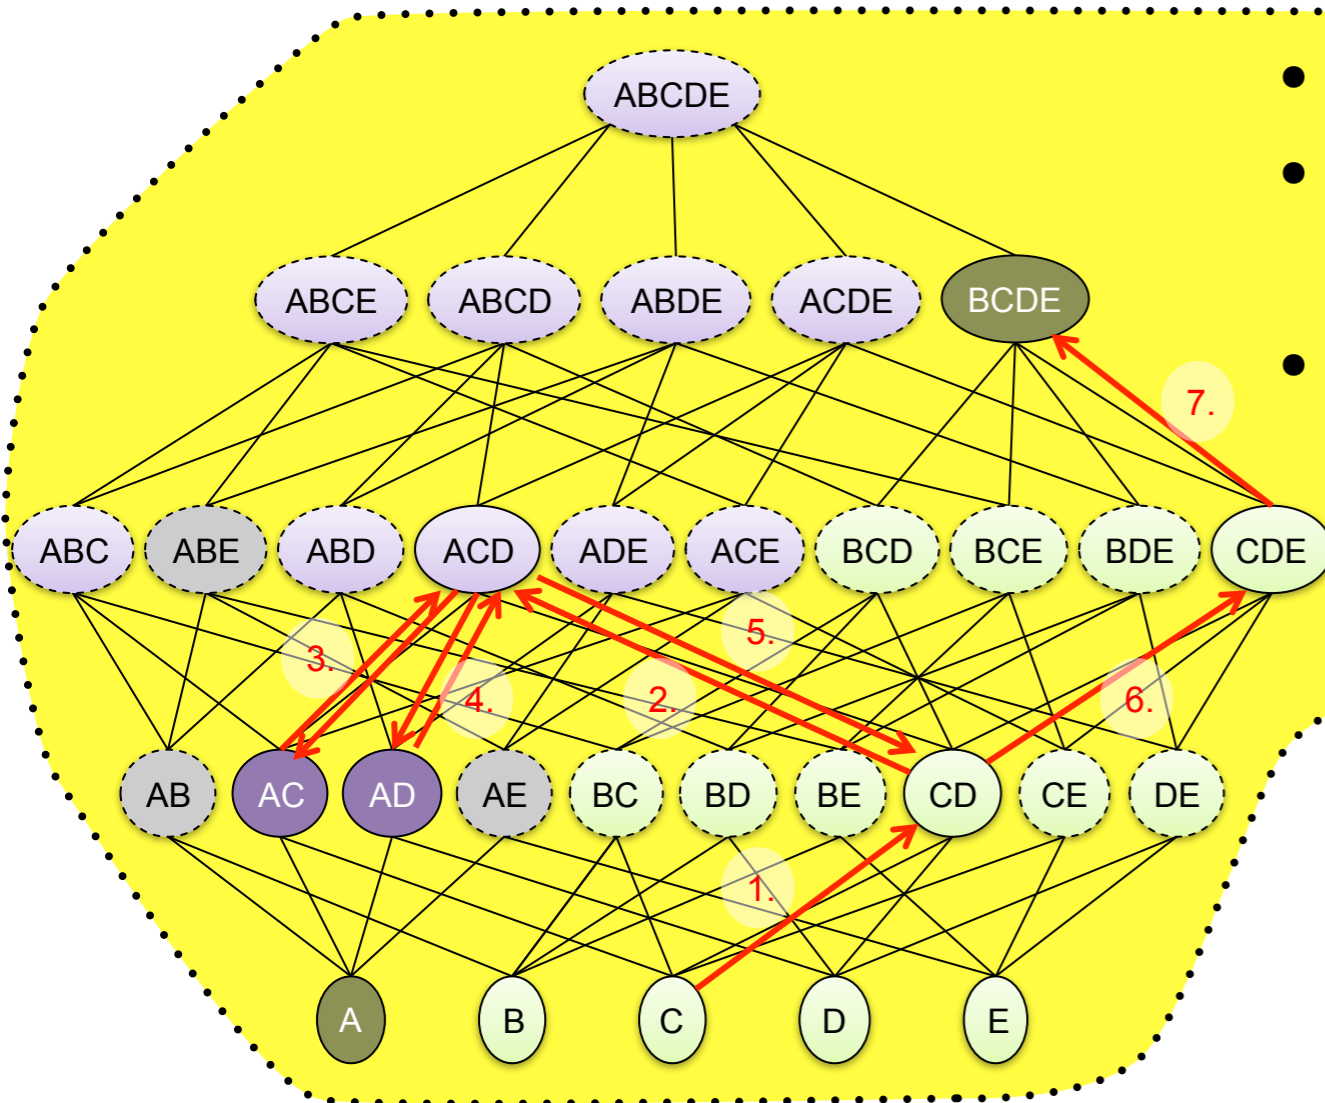 ABCDE
ABCE ABCD ABDE ACDE BCDE
7.
ABC ABE ABD ACD ADE ACE BCD BCE BDE CDE
3. 4. 2. 5. 6.
AB AC AD AE BC BD BE CD CE DE
1.
A B C D E